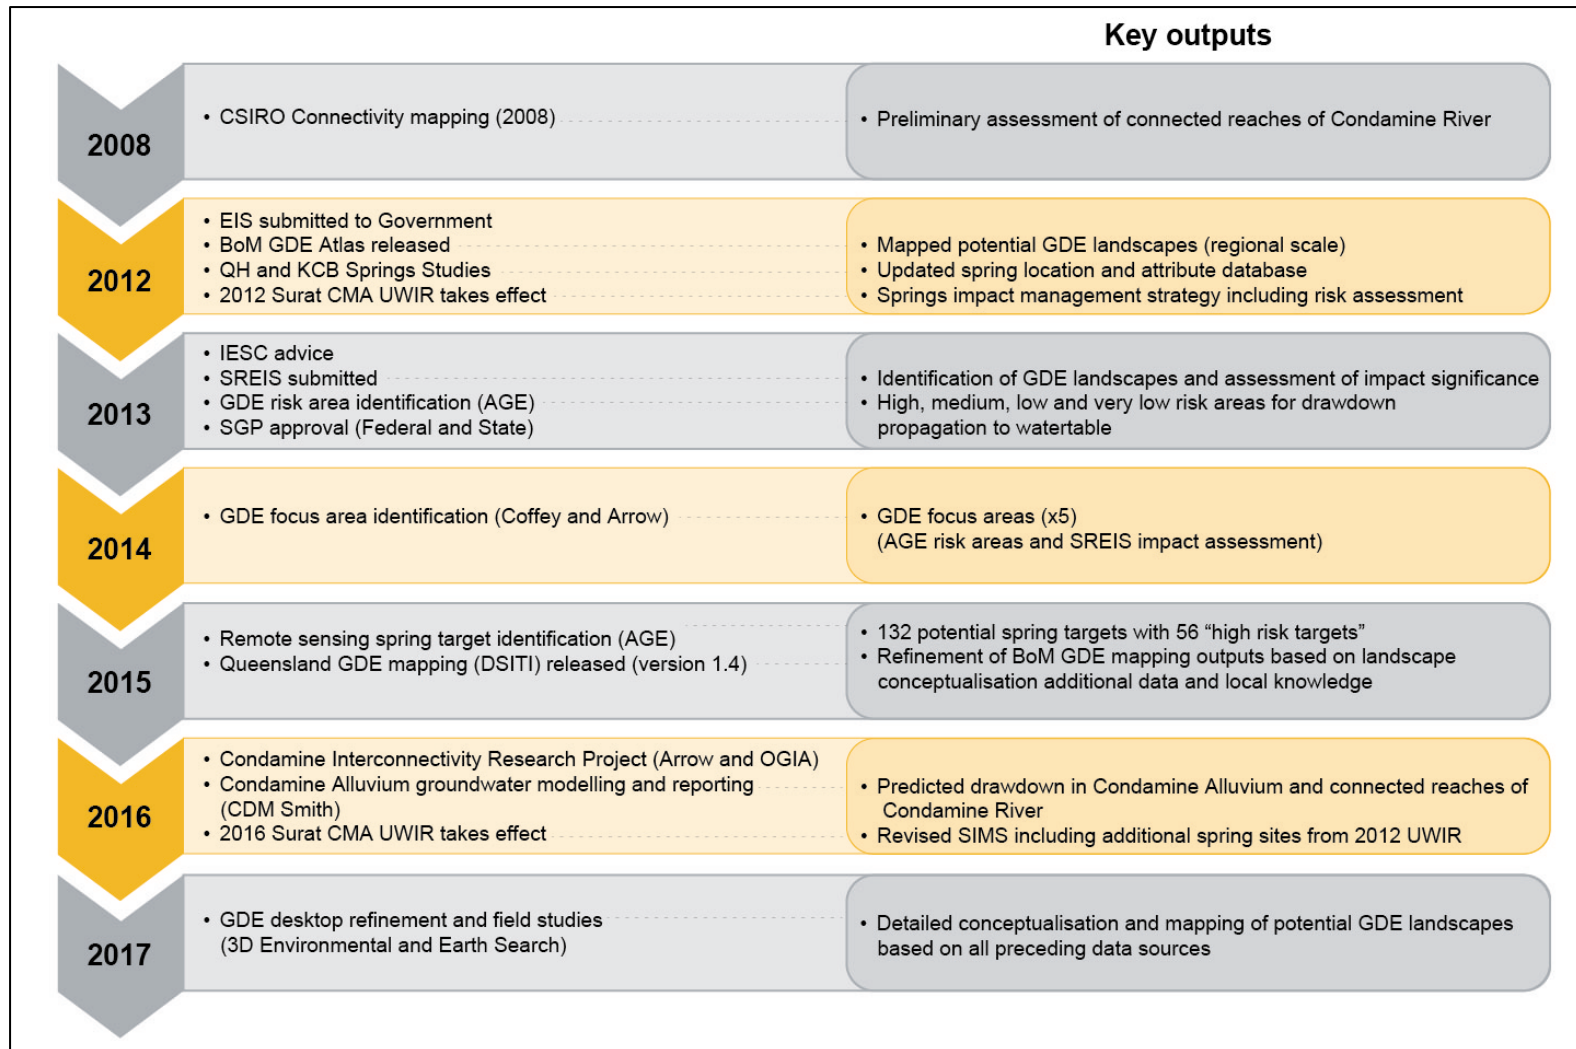 Key outputs
2008
• CSIRO Connectivity mapping (2008)
• Preliminary assessment of connected reaches of Condamine River
2012
• EIS submitted to Government
• BoM GDE Atlas released
• QH and KCB Springs Studies
• 2012 Surat CMA UWIR takes effect
• Mapped potential GDE landscapes (regional scale)
• Updated spring location and attribute database
• Springs impact management strategy including risk assessment
2013
• IESC advice
• SREIS submitted
• GDE risk area identification (AGE)
• SGP approval (Federal and State)
• Identification of GDE landscapes and assessment of impact significance
• High, medium, low and very low risk areas for drawdown
propagation to watertable
2014
• GDE focus area identification (Coffey and Arrow)
• GDE focus areas (x5)
(AGE risk areas and SREIS impact assessment)
2015
• Remote sensing spring target identification (AGE)
• Queensland GDE mapping (DSITI) released (version 1.4)
• 132 potential spring targets with 56 “high risk targets”
• Refinement of BoM GDE mapping outputs based on landscape
conceptualisation additional data and local knowledge
2016
• Condamine Interconnectivity Research Project (Arrow and OGIA)
• Condamine Alluvium groundwater modelling and reporting
(CDM Smith)
• 2016 Surat CMA UWIR takes effect
• Predicted drawdown in Condamine Alluvium and connected reaches of
Condamine River
• Revised SIMS including additional spring sites from 2012 UWIR
2017
• GDE desktop refinement and field studies
(3D Environmental and Earth Search)
• Detailed conceptualisation and mapping of potential GDE landscapes
based on all preceding data sources